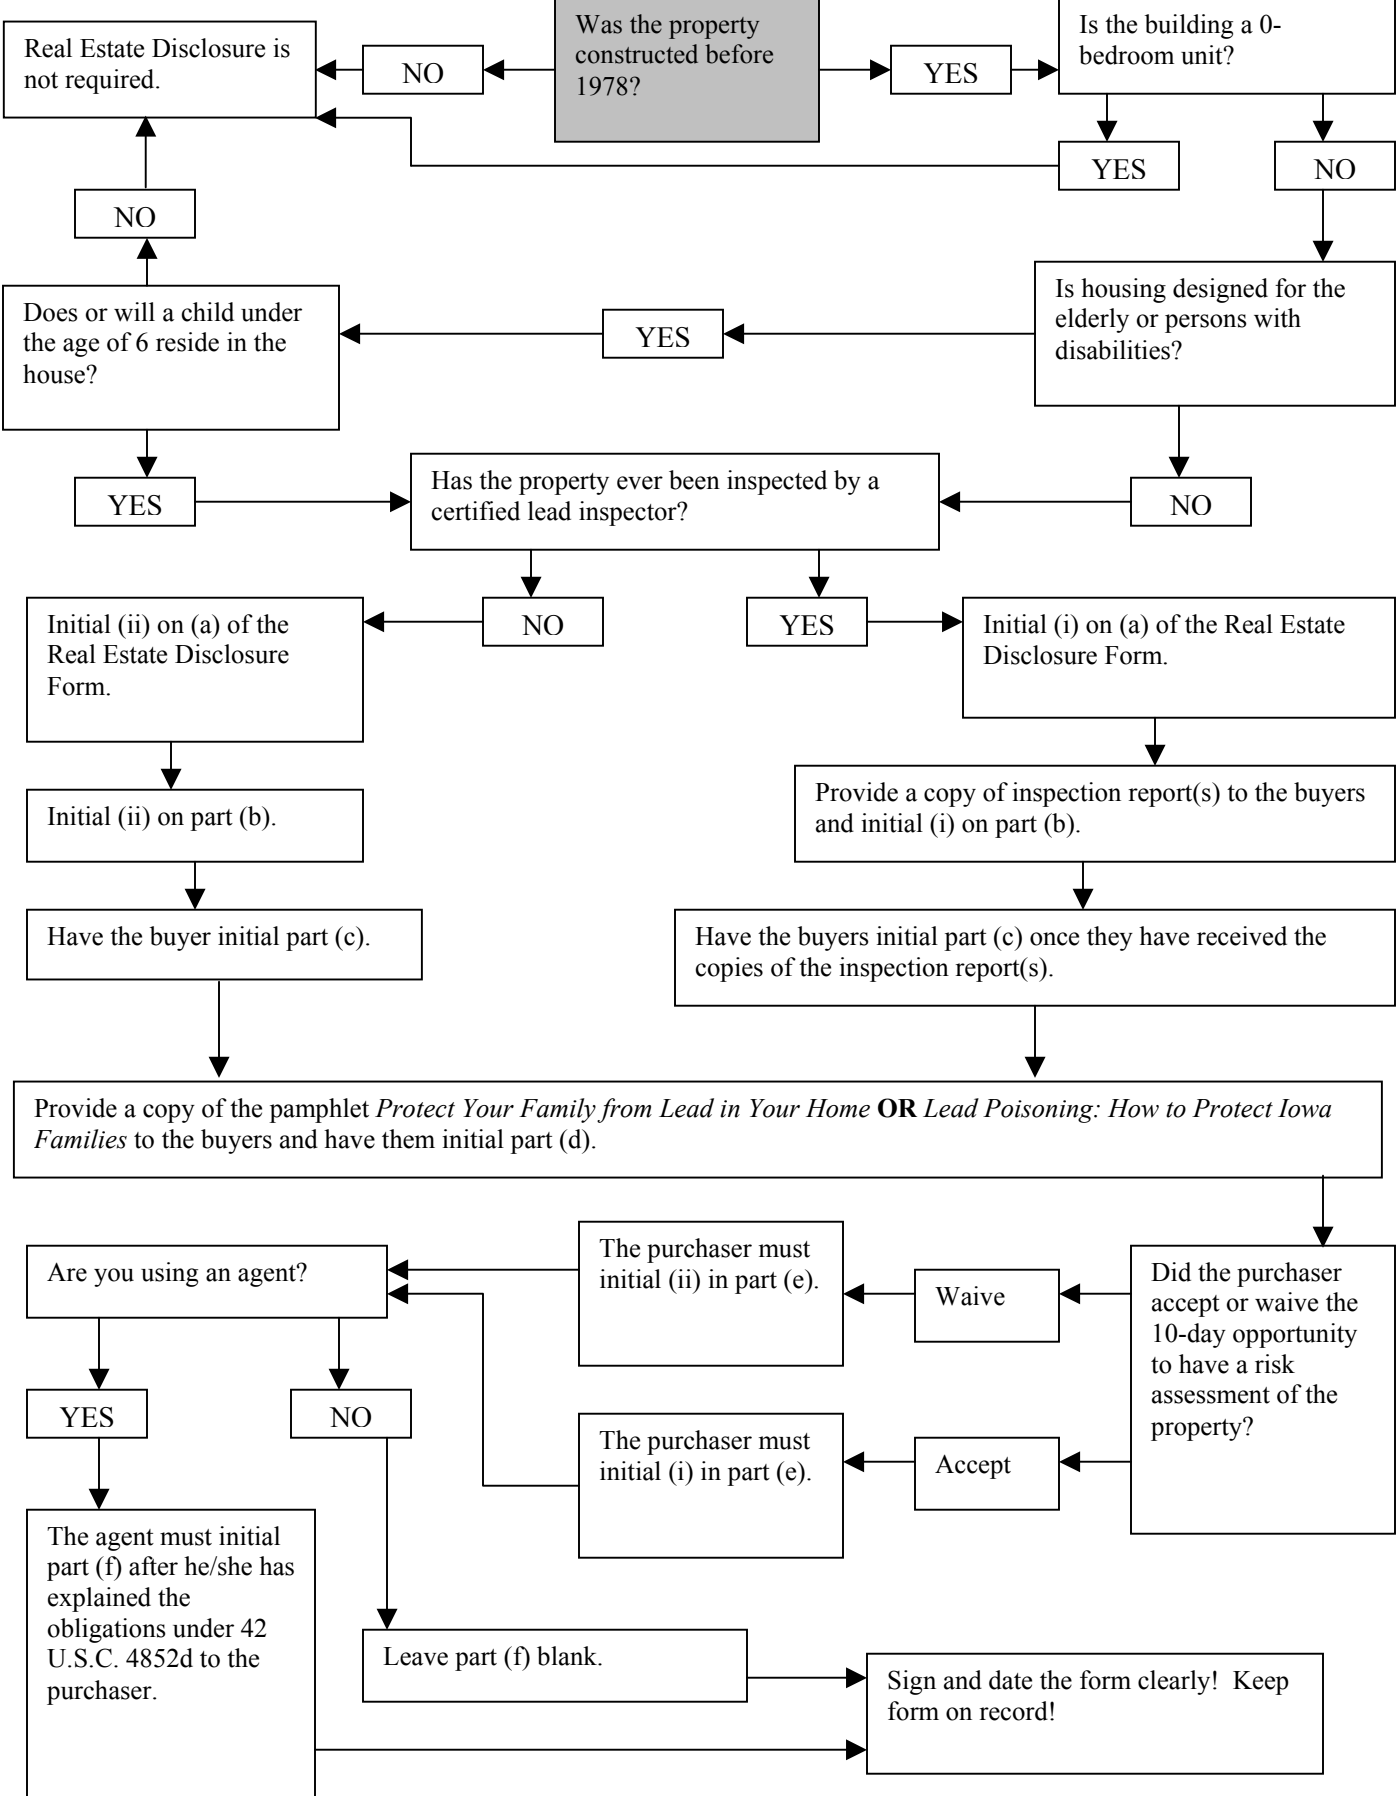 Real Estate Disclosure is
not required.
NO
Was the property
constructed before
1978?
YES
Is the building a 0-
bedroom unit?
YES
NO
NO
Does or will a child under
the age of 6 reside in the
house?
YES
Is housing designed for the
elderly or persons with
disabilities?
YES
Has the property ever been inspected by a
certified lead inspector?
NO
Initial (ii) on (a) of the
Real Estate Disclosure
Form.
NO
YES
Initial (i) on (a) of the Real Estate
Disclosure Form.
Initial (ii) on part (b).
Provide a copy of inspection report(s) to the buyers
and initial (i) on part (b).
Have the buyer initial part (c).
Have the buyers initial part (c) once they have received the
copies of the inspection report(s).
Provide a copy of the pamphlet Protect Your Family from Lead in Your Home OR Lead Poisoning: How to Protect Iowa
Families to the buyers and have them initial part (d).
Are you using an agent?
The purchaser must
initial (ii) in part (e).
Waive
Did the purchaser
accept or waive the
10-day opportunity
to have a risk
assessment of the
property?
YES
NO
The purchaser must
initial (i) in part (e).
Accept
The agent must initial
part (f) after he/she has
explained the
obligations under 42
U.S.C. 4852d to the
purchaser.
Leave part (f) blank.
Sign and date the form clearly!  Keep
form on record!